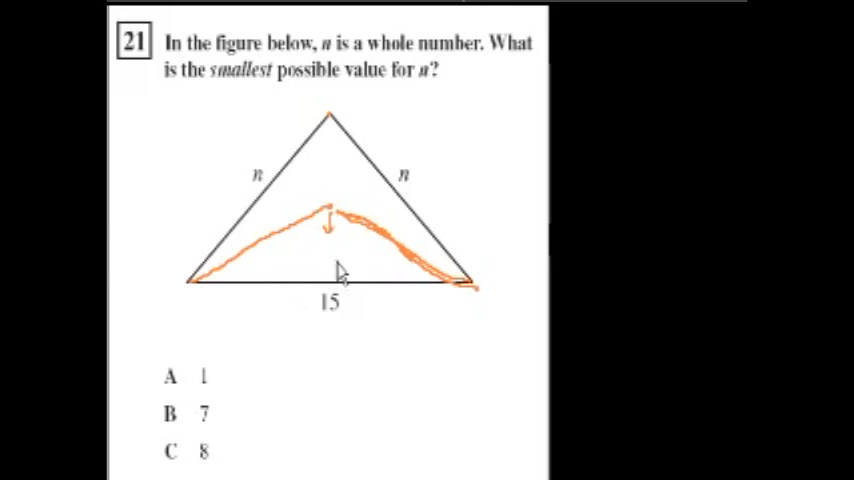 21 In the figure below, n is a whole number. What
is the smallest possible value for n?
n n
15
A 1
B 7
C 8